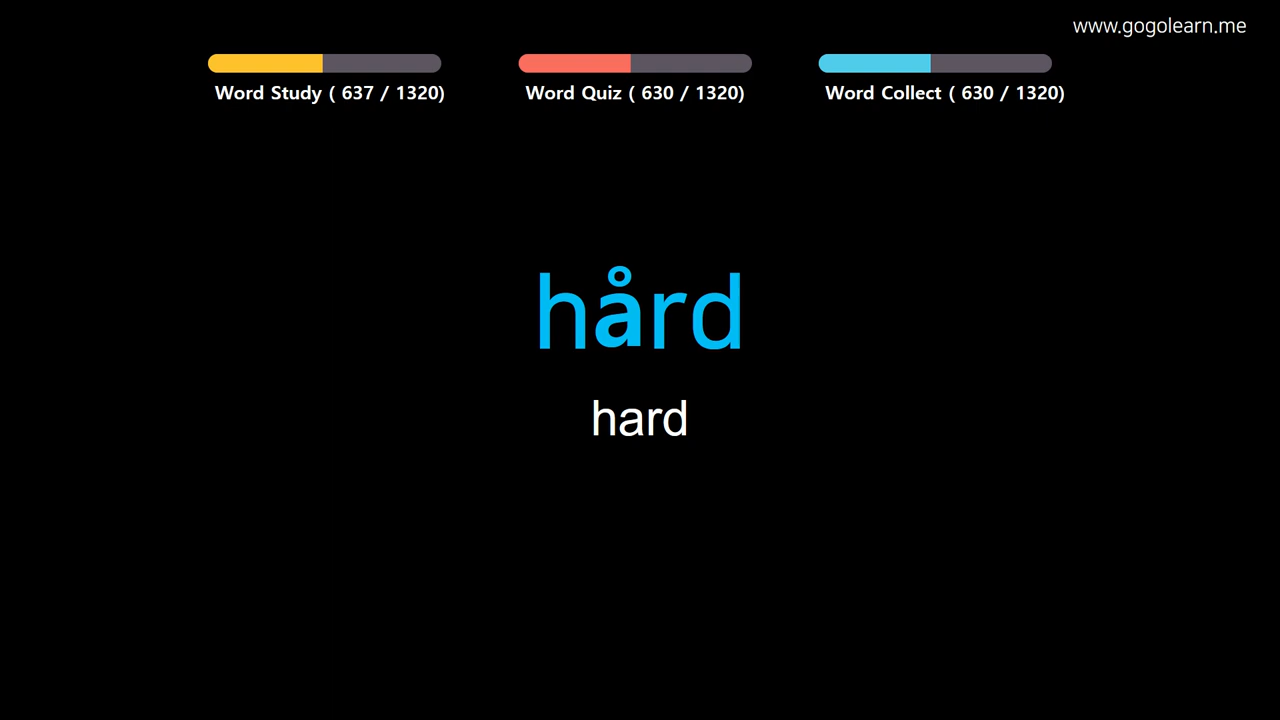 www.gogolearn.me
Word Study ( 637 / 1320)
Word Quiz ( 630 / 1320)
Word Collect ( 630 / 1320)
hård
hard